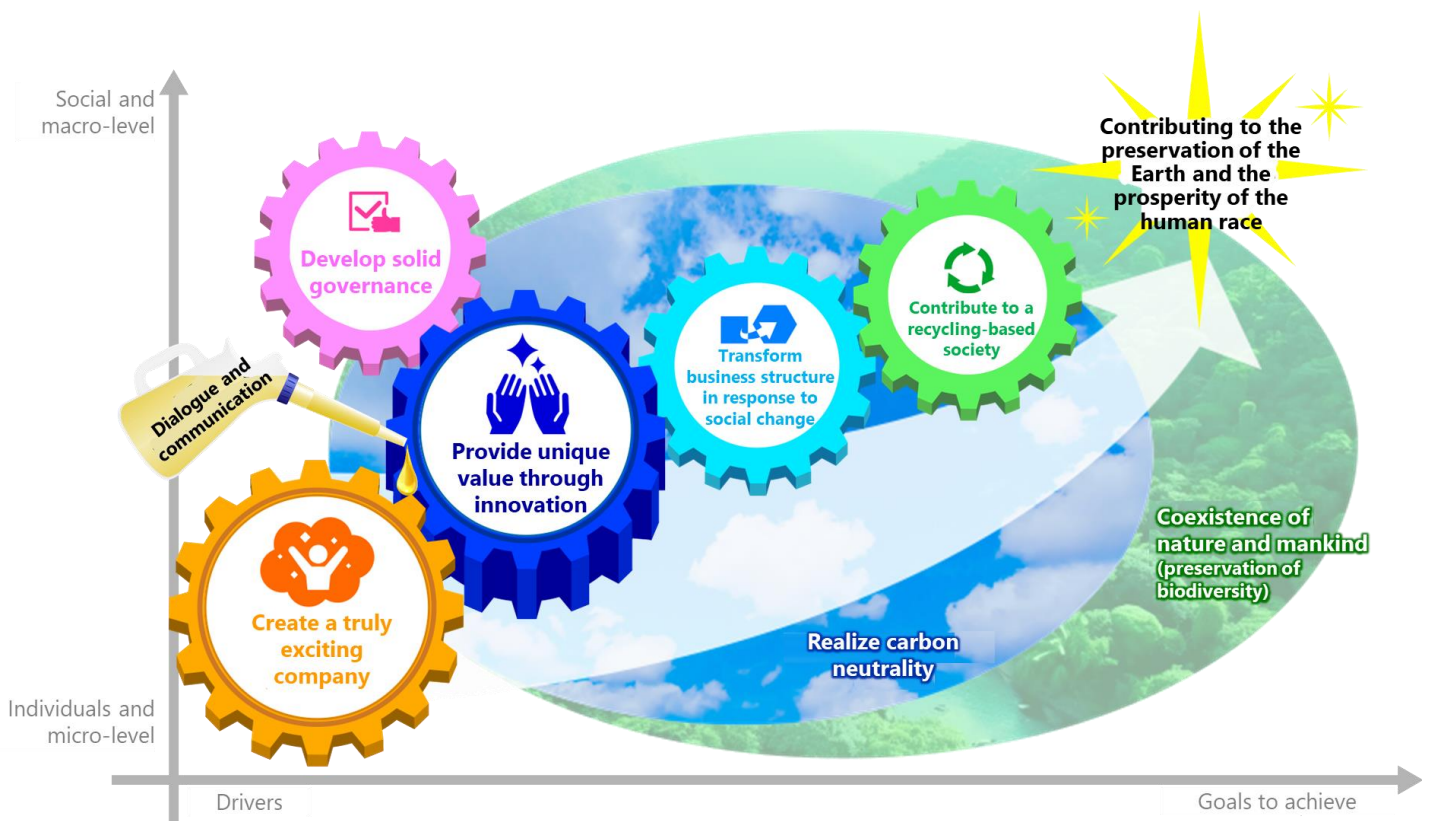 Social and
macro-level
Contributing to the
preservation of the
Earth and the
prosperity of the
human race
Develop solid
governance
Contribute to a
recycling-based
society
Transform
business structure
in response to
social change
Dialogue and
communication
Provide unique
value through
innovation
Coexistence of
nature and mankind
(preservation of
biodiversity)
Create a truly
exciting
company
Realize carbon
neutrality
Individuals and
micro-level
Drivers
Goals to achieve